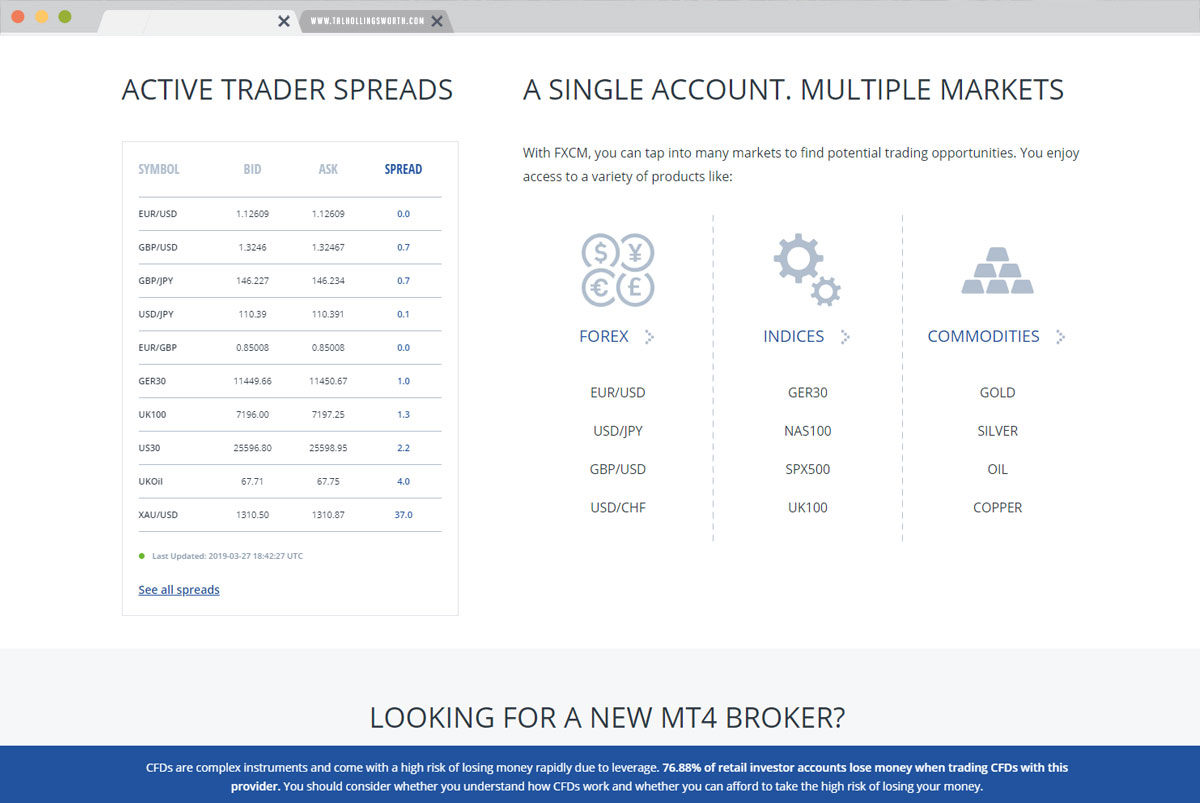 WWW.THLHOLLINGSWORTH.COM
ACTIVE TRADER SPREADS
SYMBOL BID ASK SPREAD
EUR/USD 1.12609 1.12609 0.0
GBP/USD 1.3246 1.32467 0.7
GBP/JPY 146.227 146.234 0.7
USD/JPY 110.39 110.391 0.1
EUR/GBP 0.85008 0.85008 0.0
GER30 11449.66 11450.67 1.0
UK100 7196.00 7197.25 1.3
US30 25596.80 25598.95 2.2
UKOil 67.71 67.75 4.0
XAU/USD 1310.50 1310.87 37.0
Last Updated: 2019-03-27 18:42:27 UTC
See all spreads
A SINGLE ACCOUNT. MULTIPLE MARKETS
With FXCM, you can tap into many markets to find potential trading opportunities. You enjoy
access to a variety of products like:
$ ¥
€ £
FOREX
EUR/USD
USD/JPY
GBP/USD
USD/CHF
INDICES
GER30
NAS100
SPX500
UK100
COMMODITIES
GOLD
SILVER
OIL
COPPER
LOOKING FOR A NEW MT4 BROKER?
CFDs are complex instruments and come with a high risk of losing money rapidly due to leverage. 76.88% of retail investor accounts lose money when trading CFDs with this
provider. You should consider whether you understand how CFDs work and whether you can afford to take the high risk of losing your money.